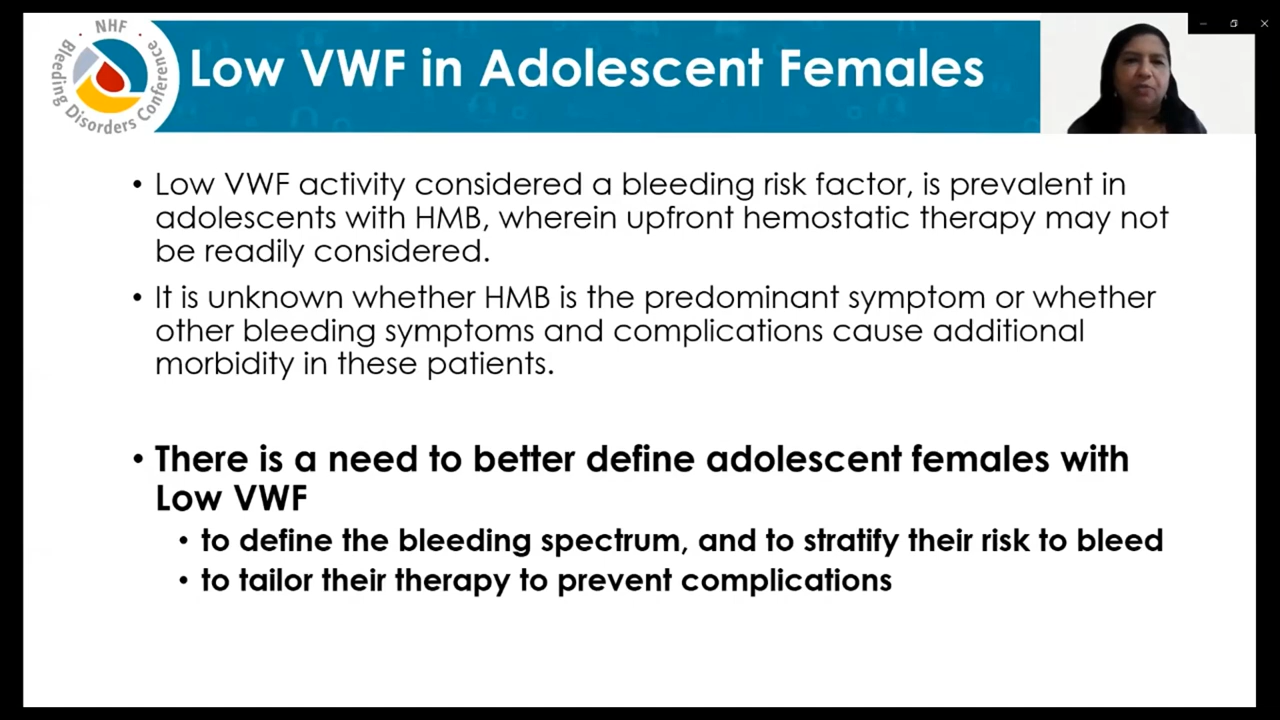 NHF
Bleeding Disorders Conference
Low VWF in Adolescent Females
• Low VWF activity considered a bleeding risk factor, is prevalent in
adolescents with HMB, wherein upfront hemostatic therapy may not
be readily considered.
• It is unknown whether HMB is the predominant symptom or whether
other bleeding symptoms and complications cause additional
morbidity in these patients.
• There is a need to better define adolescent females with
Low VWF
• to define the bleeding spectrum, and to stratify their risk to bleed
• to tailor their therapy to prevent complications